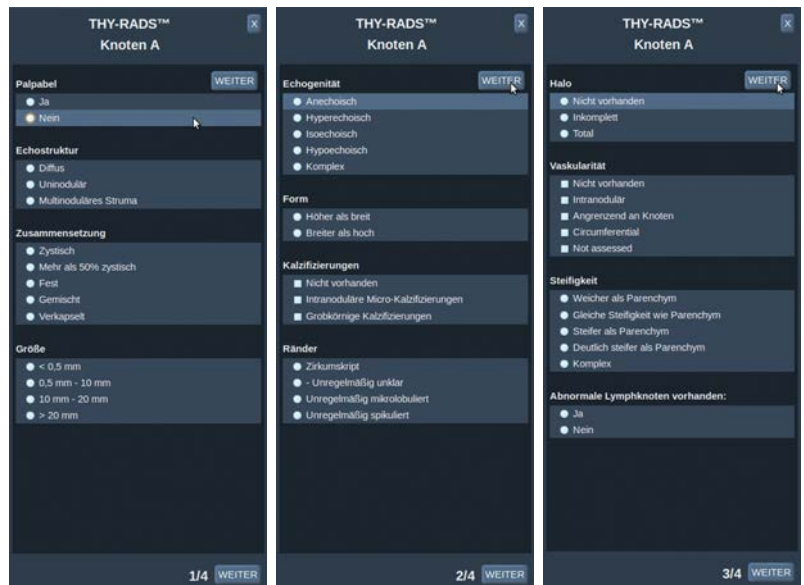 THY-RADS™
X
Knoten A
Palpabel
WEITER
Ja
Nein
Echostruktur
Diffus
Uninodulär
Multinoduläres Struma
Zusammensetzung
Zystisch
Mehr als 50% zystisch
Fest
Gemischt
Verkapselt
Größe
< 0,5 mm
0,5 mm - 10 mm
10 mm - 20 mm
> 20 mm
1/4 WEITER
THY-RADS™
X
Knoten A
Echogenität
WEITER
Anechoisch
Hyperechoisch
Isoechoisch
Hypoechoisch
Komplex
Form
Höher als breit
Breiter als hoch
Kalzifizierungen
Nicht vorhanden
Intranoduläre Micro-Kalzifizierungen
Grobkörnige Kalzifizierungen
Ränder
Zirkumskript
- Unregelmäßig unklar
Unregelmäßig mikrolobuliert
Unregelmäßig spikuliert
2/4 WEITER
THY-RADS™
X
Knoten A
Halo
WEITER
Nicht vorhanden
Inkomplett
Total
Vaskularität
Nicht vorhanden
Intranodulär
Angrenzend an Knoten
Circumferential
Not assessed
Steifigkeit
Weicher als Parenchym
Gleiche Steifigkeit wie Parenchym
Steifer als Parenchym
Deutlich steifer als Parenchym
Komplex
Abnormale Lymphknoten vorhanden:
Ja
Nein
3/4 WEITER